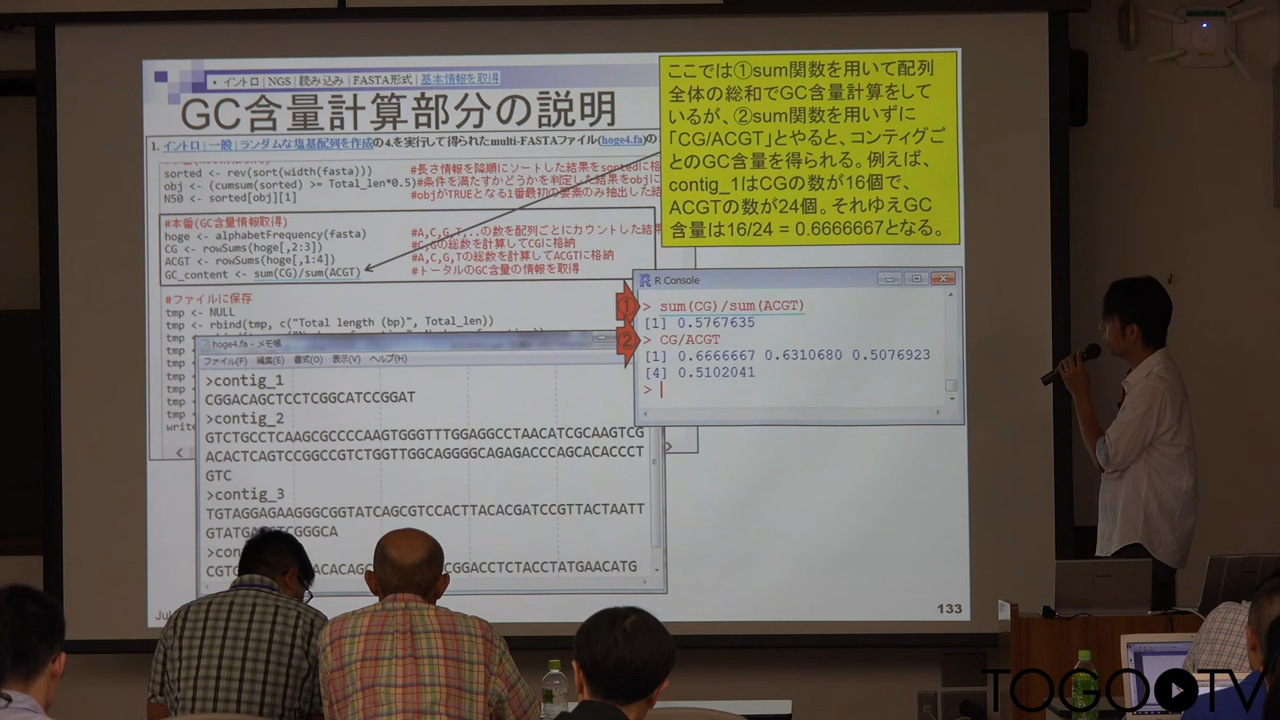 • イントロ | NGS | 読み込み | FASTA形式 | 基本情報を取得
GC含量計算部分の説明
1. イントロ | 一般 | ランダムな塩基配列を作成の4.を実行して得られたmulti-FASTAファイル(hoge4.fa)の
sorted <- rev(sort(width(fasta))) #長さ情報を降順にソートした結果をsortedに格
obj <- (cumsum(sorted) >= Total_len*0.5)#条件を満たすかどうかを判定した結果をobjに
N50 <- sorted[obj][1] #objがTRUEとなる1番最初の要素のみ抽出した結
#本番(GC含量情報取得)
hoge <- alphabetFrequency(fasta) #A,C,G,T,..の数を配列ごとにカウントした結果
CG <- rowSums(hoge[,2:3]) #C,Gの総数を計算してCGに格納
ACGT <- rowSums(hoge[,1:4]) #A,C,G,Tの総数を計算してACGTに格納
GC_content <- sum(CG)/sum(ACGT) #トータルのGC含量の情報を取得
#ファイルに保存
tmp <- NULL
tmp <- rbind(tmp, c("Total length (bp)", Total_len))
tmp
tmp
tmp
tmp
tmp
tmp
writ
ここでは①sum関数を用いて配列
全体の総和でGC含量計算をして
いるが、②sum関数を用いずに
「CG/ACGT」とやると、コンティグご
とのGC含量を得られる。例えば、
contig_1はCGの数が16個で、
ACGTの数が24個。それゆえGC
含量は16/24 = 0.6666667となる。
R Console
① > sum(CG)/sum(ACGT)
[1] 0.5767635
② > CG/ACGT
[1] 0.6666667 0.6310680 0.5076923
[4] 0.5102041
>
hoge4.fa - メモ帳
ファイル(F) 編集(E) 書式(O) 表示(V) ヘルプ(H)
>contig_1
CGGACAGCTCCTCGGCATCCGGAT
>contig_2
GTCTGCCTCAAGCGCCCCAAGTGGGTTTGGAGGCCTAACATCGCAAGTCG
ACACTCAGTCCGGCCGTCTGGTTGGCAGGGGCAGAGACCCAGCACACCCT
GTC
>contig_3
TGTAGGAGAAGGGCGGTATCAGCGTCCACTTACACGATCCGTTACTAATT
GTATGA CGGGCA
>con
CGTG ACACAGC CGGACCTCTACCTATGAACATG
Jul
133
TOGO TV